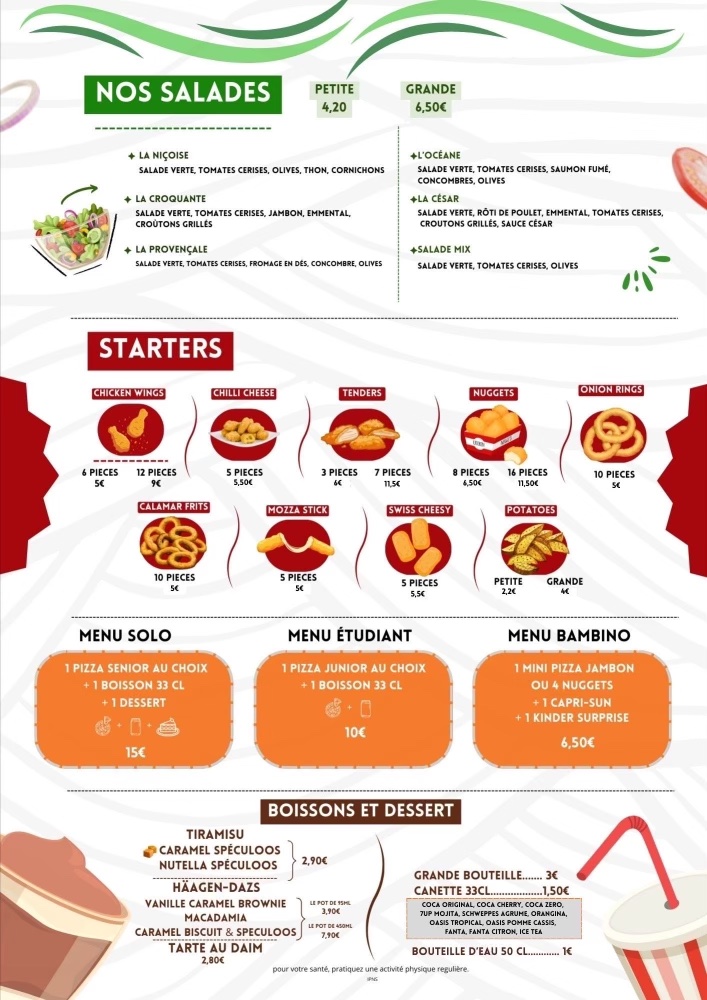 NOS SALADES
PETITE
4,20
GRANDE
6,50€
LA NIÇOISE
SALADE VERTE, TOMATES CERISES, OLIVES, THON, CORNICHONS
LA CROQUANTE
SALADE VERTE, TOMATES CERISES, JAMBON, EMMENTAL,
CROÛTONS GRILLÉS
LA PROVENÇALE
SALADE VERTE, TOMATES CERISES, FROMAGE EN DÈS, CONCOMBRE, OLIVES
L'OCÉANE
SALADE VERTE, TOMATES CERISES, SAUMON FUMÉ,
CONCOMBRES, OLIVES
LA CÉSAR
SALADE VERTE, RÔTI DE POULET, EMMENTAL, TOMATES CERISES,
CROUTONS GRILLÉS, SAUCE CÉSAR
SALADE MIX
SALADE VERTE, TOMATES CERISES, OLIVES
STARTERS
CHICKEN WINGS
6 PIECES 12 PIECES
5€ 9€
CHILLI CHEESE
5 PIECES
5,50€
TENDERS
3 PIECES 7 PIECES
6€ 11,5€
NUGGETS
8 PIECES 16 PIECES
6,50€ 11,50€
ONION RINGS
10 PIECES
5€
CALAMAR FRITS
10 PIECES
5€
MOZZA STICK
5 PIECES
5€
SWISS CHEESY
5 PIECES
5,5€
POTATOES
PETITE GRANDE
2,2€ 4€
MENU SOLO
1 PIZZA SENIOR AU CHOIX
+ 1 BOISSON 33 CL
+ 1 DESSERT
+ +
15€
MENU ÉTUDIANT
1 PIZZA JUNIOR AU CHOIX
+ 1 BOISSON 33 CL
+
10€
MENU BAMBINO
1 MINI PIZZA JAMBON
OU 4 NUGGETS
+ 1 CAPRI-SUN
+ 1 KINDER SURPRISE
6,50€
BOISSONS ET DESSERT
TIRAMISU
CARAMEL SPÉCULOOS
NUTELLA SPÉCULOOS
2,90€
HÄAGEN-DAZS
VANILLE CARAMEL BROWNIE
MACADAMIA
CARAMEL BISCUIT & SPECULOOS
LE POT DE 95ML
3,90€
LE POT DE 450ML
7,90€
TARTE AU DAIM
2,80€
GRANDE BOUTEILLE....... 3€
CANETTE 33CL...................1,50€
COCA ORIGINAL, COCA CHERRY, COCA ZERO,
7UP MOJITA, SCHWEPPES AGRUME, ORANGINA,
OASIS TROPICAL, OASIS POMME CASSIS,
FANTA, FANTA CITRON, ICE TEA
BOUTEILLE D'EAU 50 CL............ 1€
pour votre santé, pratiquez une activité physique regulière.
IPNS